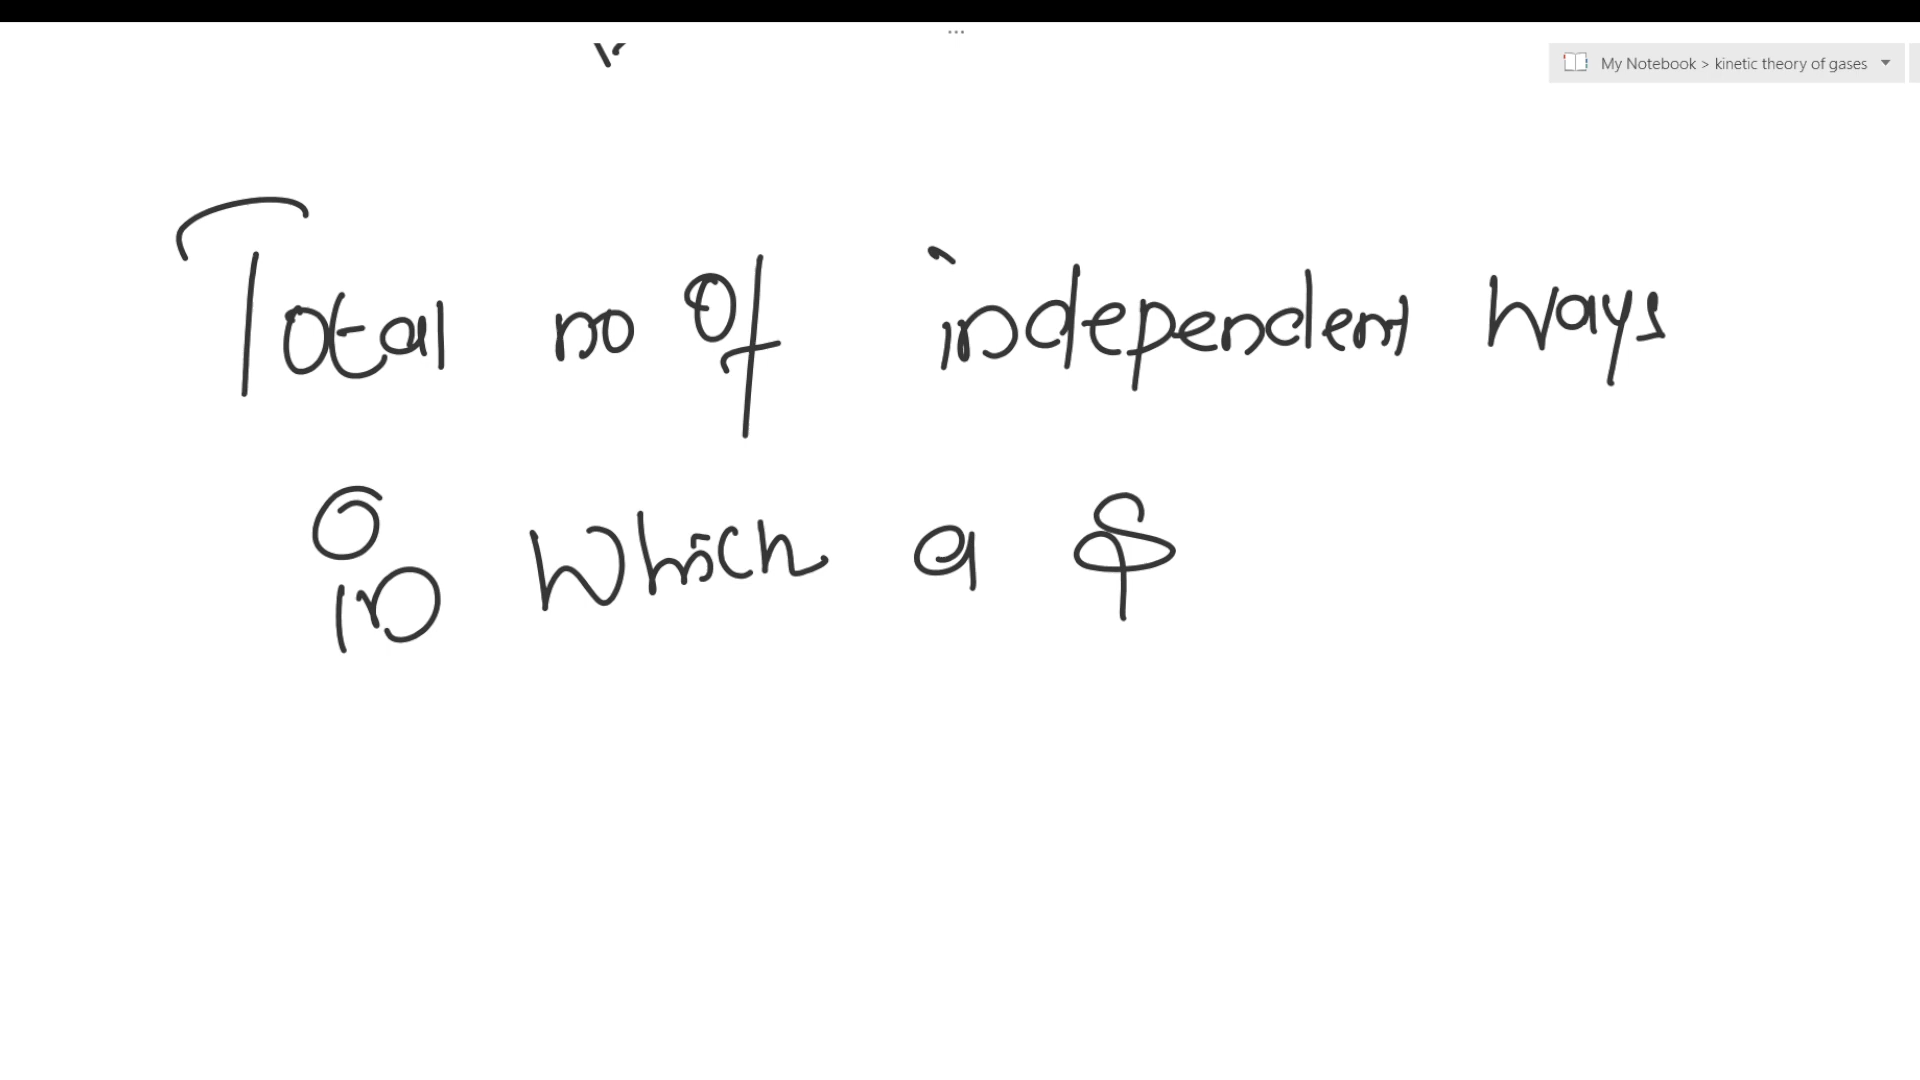 My Notebook > kinetic theory of gases
Total no of independent ways
in which a